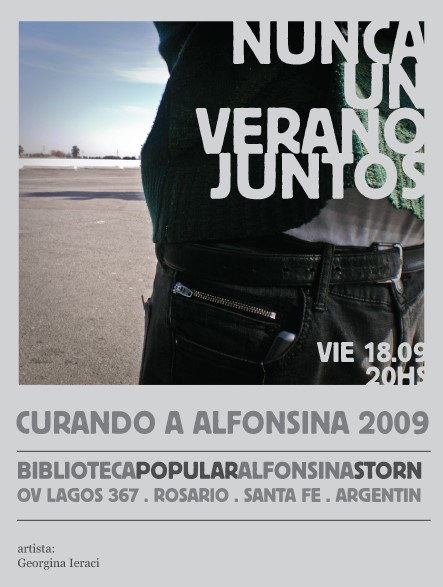 NUNCA
UN
VERANO
JUNTOS
VIE 18.09
20HS
CURANDO A ALFONSINA 2009
BIBLIOTECAPOPULARALFONSINASTORN
OV LAGOS 367 . ROSARIO . SANTA FE . ARGENTIN
artista:
Georgina Ieraci